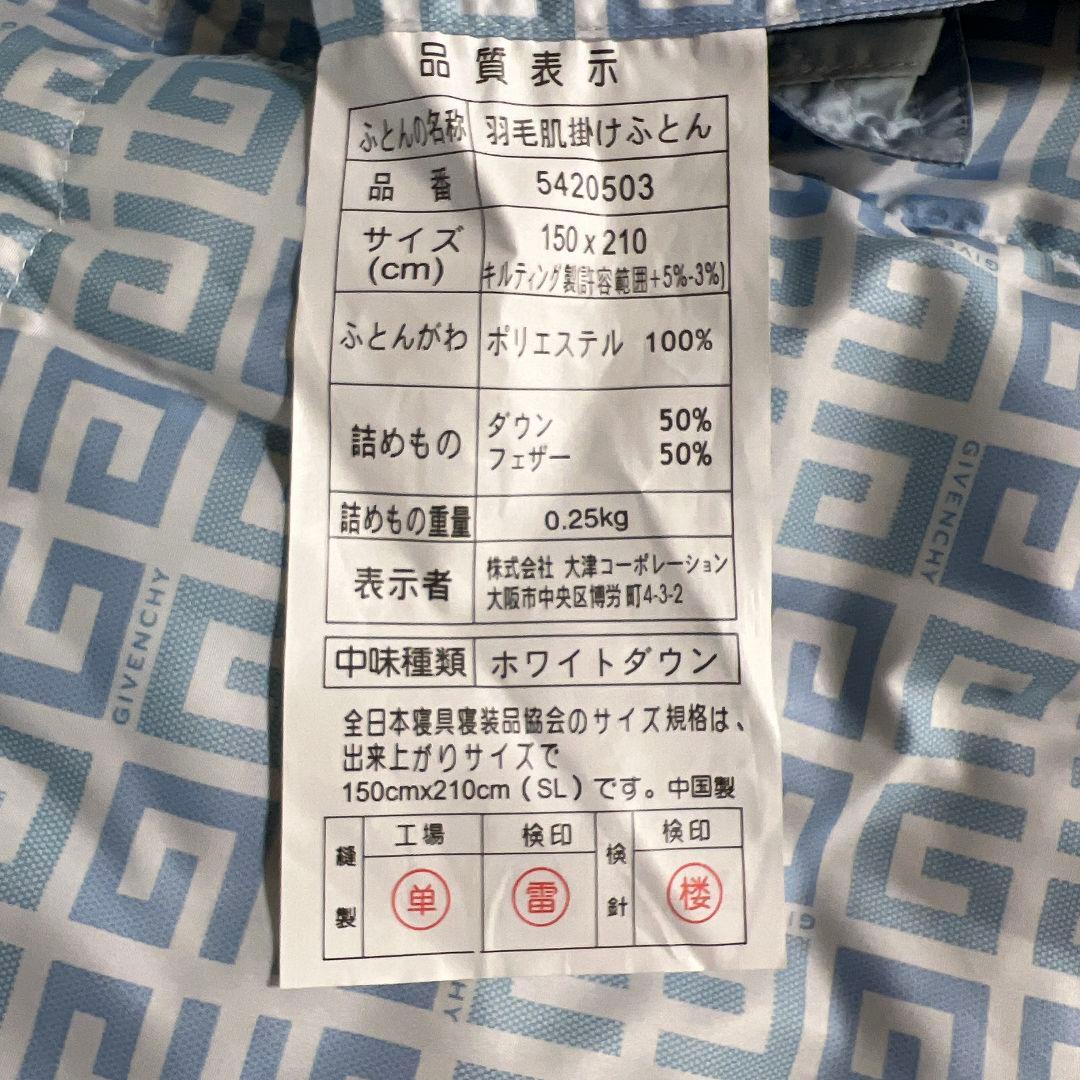 品質表示
ふとんの名称 羽毛肌掛けふとん
品番 5420503
サイズ(cm) 150x210
キルティング製許容範囲+5%-3%)
ふとんがわ ポリエステル 100%
詰めもの ダウン 50%
フェザー 50%
詰めもの重量 0.25kg
表示者 株式会社 大津コーポレーション
大阪市中央区博労町4-3-2
中味種類 ホワイトダウン
全日本寝具寝装品協会のサイズ規格は、
出来上がりサイズで
150cmx210cm(SL)です。中国製
縫製 工場 検印 検針 検印
单 雷 楼
GIVENCHY
GIVENCHY
GIVENCHY